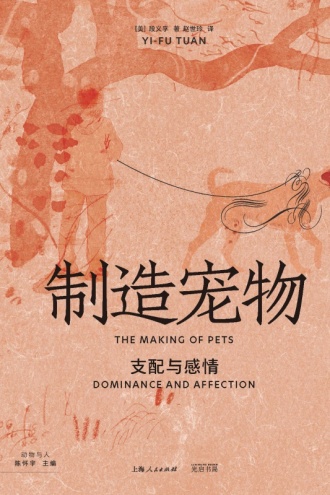 [美] 段义孚 著 赵世玲 译
YI-FU TUAN
制造宠物
THE MAKING OF PETS
支配与感情
DOMINANCE AND AFFECTION
动物与人
陈怀宇 主编
上海人民出版社 光启书局